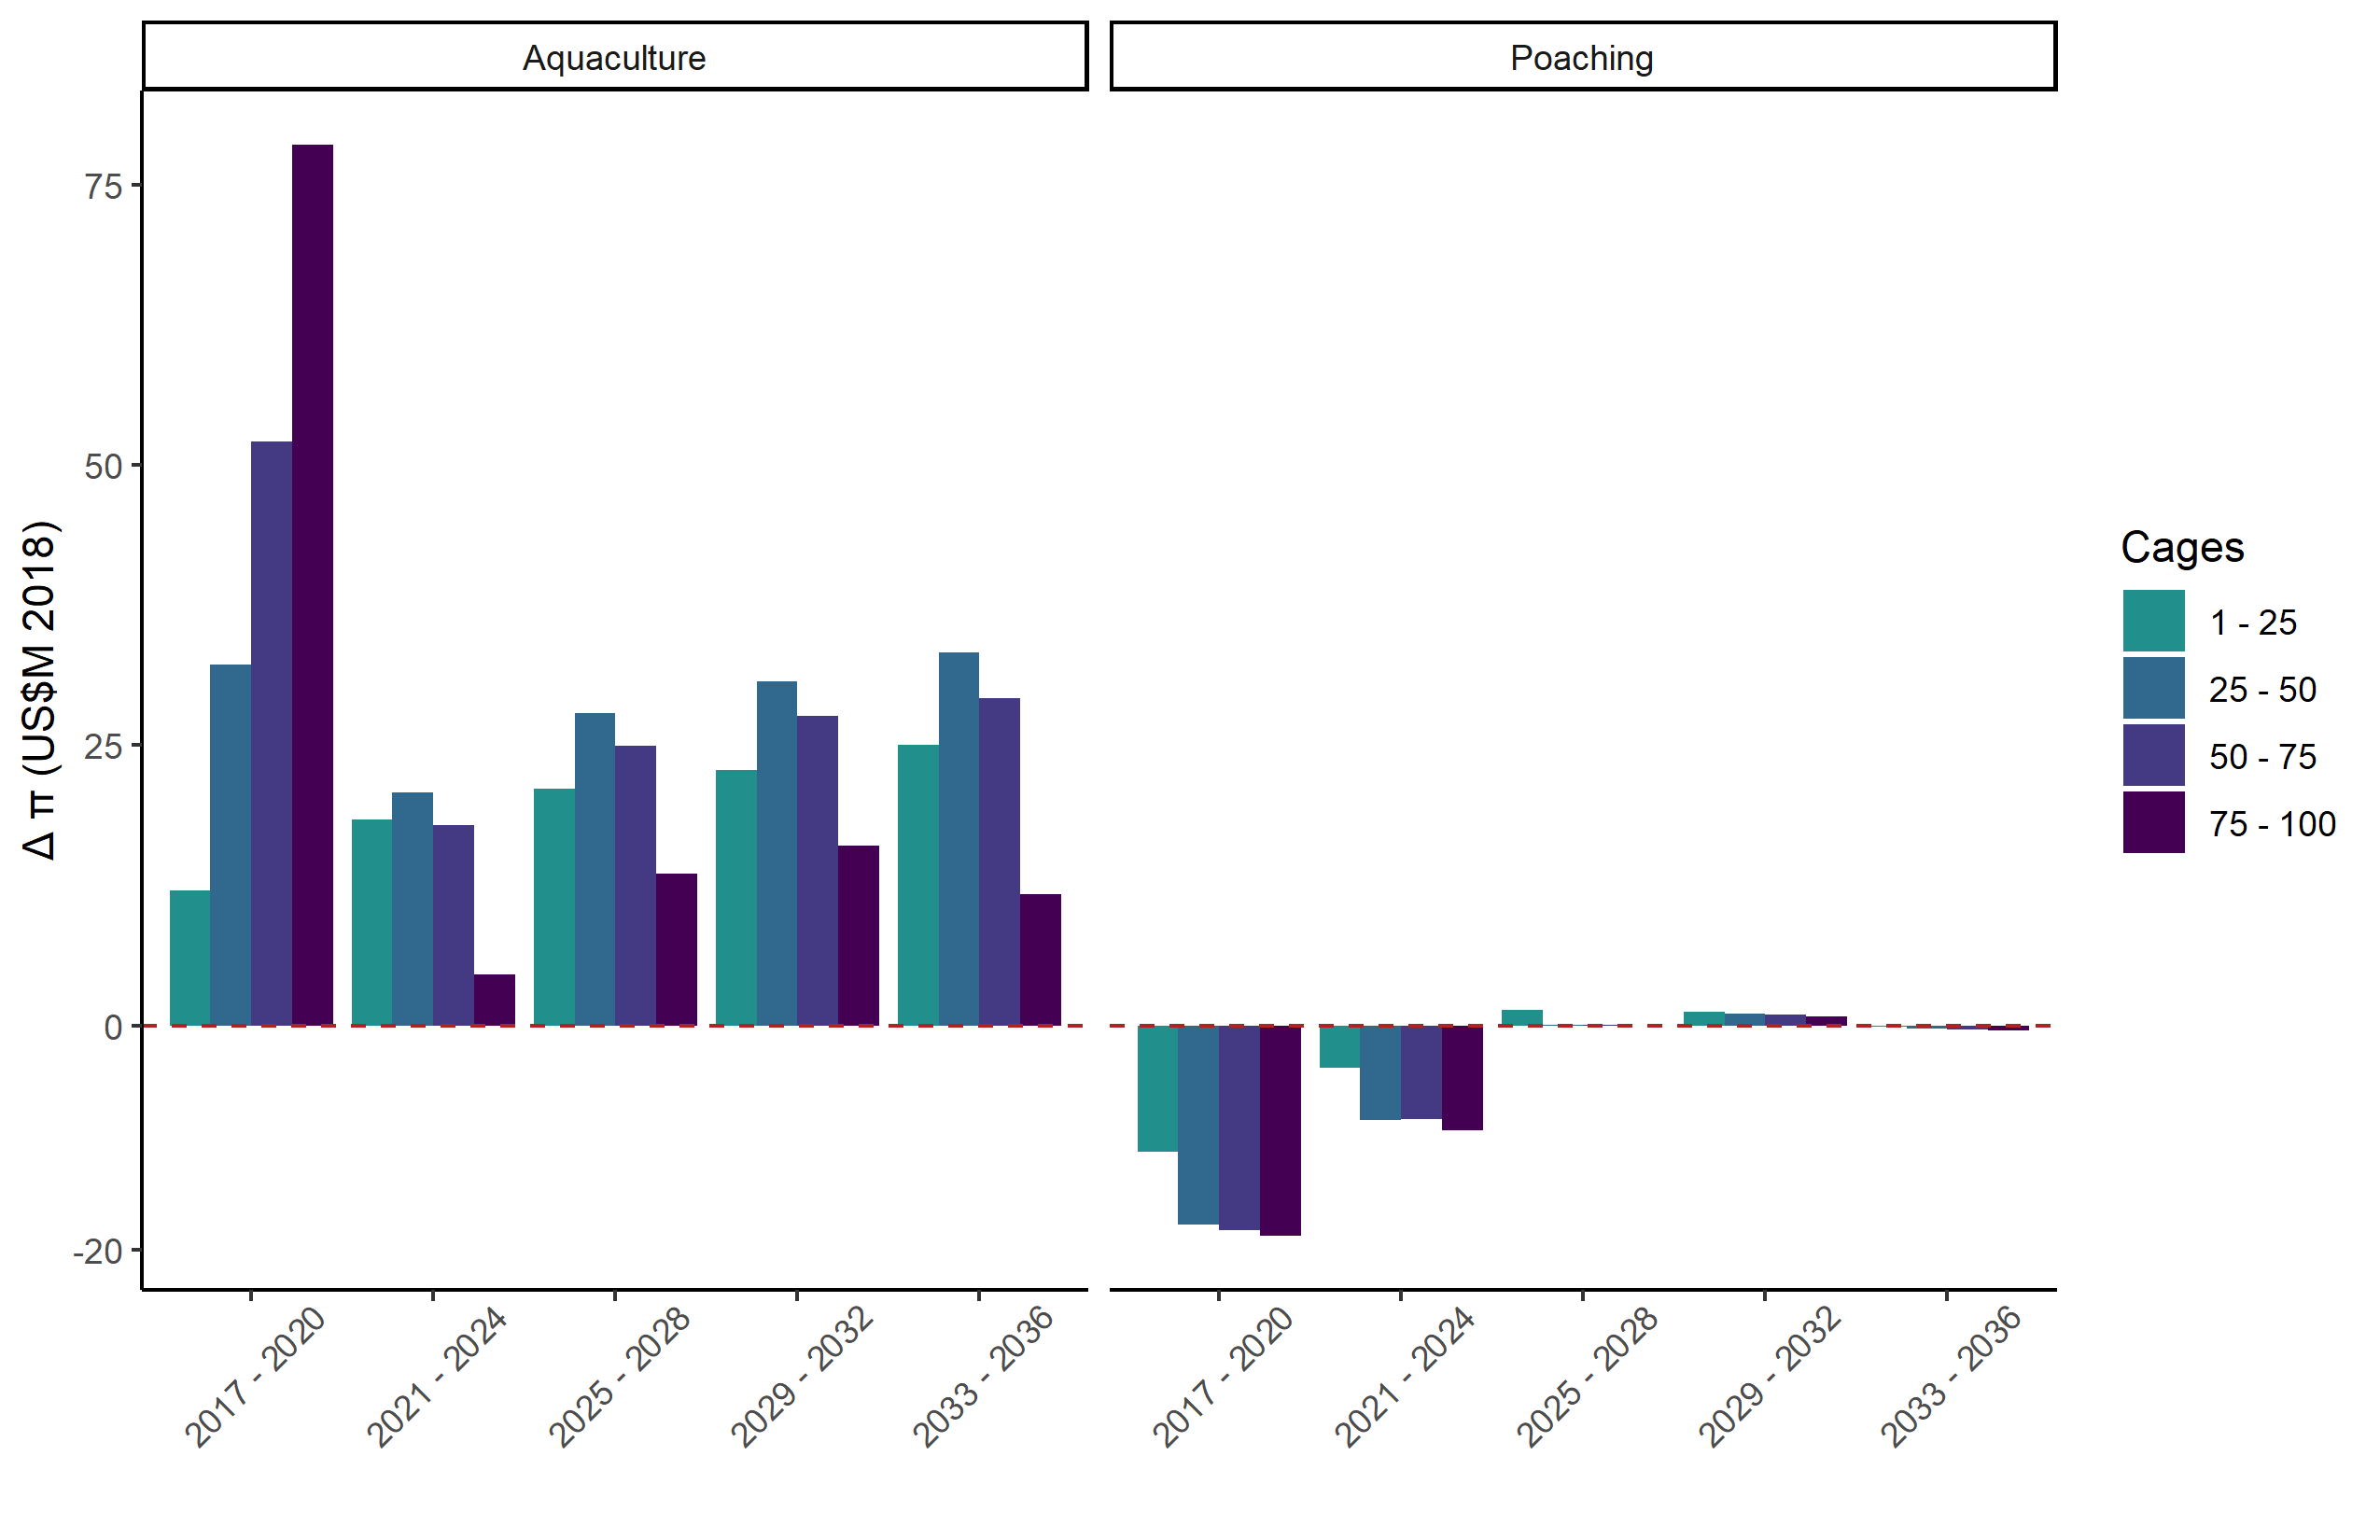 Aquaculture
Poaching
Δ π (US$M 2018)
75
50
25
0
-20
2017 - 2020
2021 - 2024
2025 - 2028
2029 - 2032
2033 - 2036
2017 - 2020
2021 - 2024
2025 - 2028
2029 - 2032
2033 - 2036
Cages
1 - 25
25 - 50
50 - 75
75 - 100